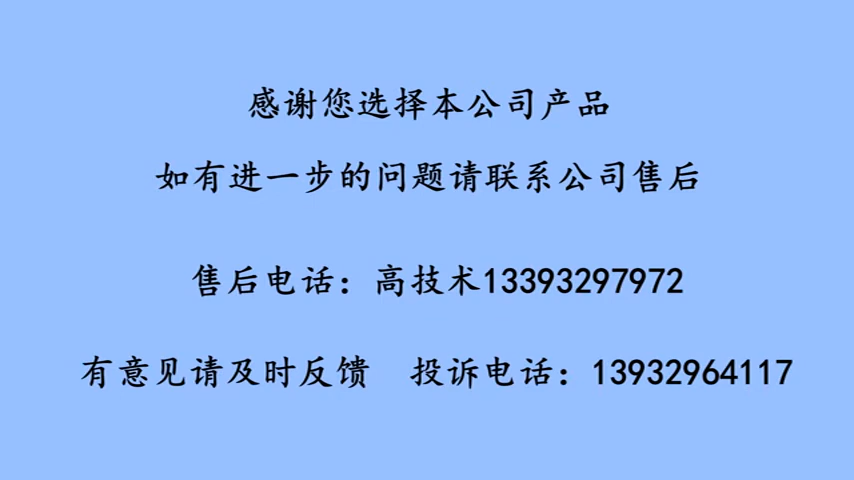 感谢您选择本公司产品
如有进一步的问题请联系公司售后
售后电话：高技术13393297972
有意见请及时反馈　投诉电话：13932964117